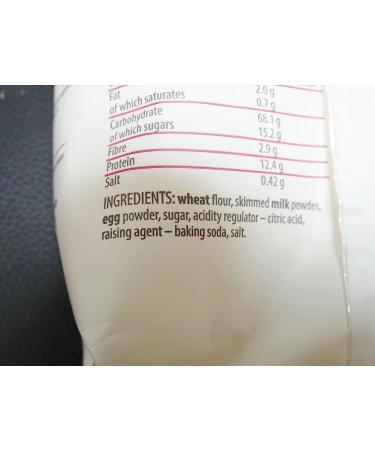 Fat 2.0 g
of which saturates 0.7 g
Carbohydrate 68.1 g
of which sugars 15.2 g
Fibre 2.9 g
Protein 12.4 g
Salt 0.42 g
INGREDIENTS: wheat flour, skimmed milk powder,
egg powder, sugar, acidity regulator – citric acid,
raising agent – baking soda, salt.